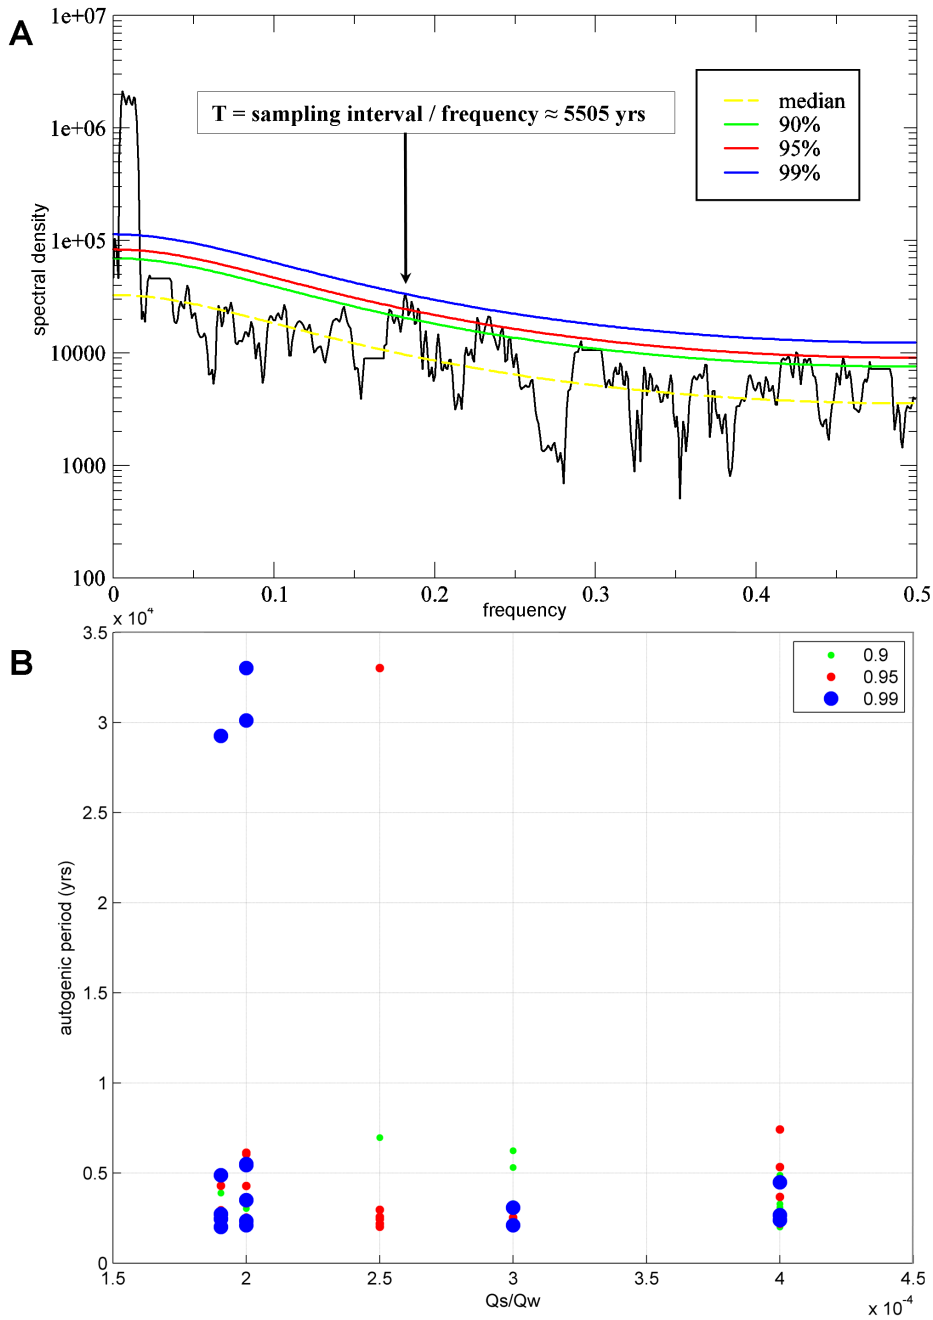 A
1e+07
1e+06
1e+05
10000
1000
100
spectral density
T = sampling interval / frequency ≈ 5505 yrs
median
90%
95%
99%
0 0.1 0.2 0.3 0.4 0.5
frequency
B
x 10⁴
3.5
3
2.5
2
1.5
1
0.5
0
autogenic period (yrs)
0.9
0.95
0.99
1.5 2 2.5 3 3.5 4 4.5
Qs/Qw
x 10⁻⁴